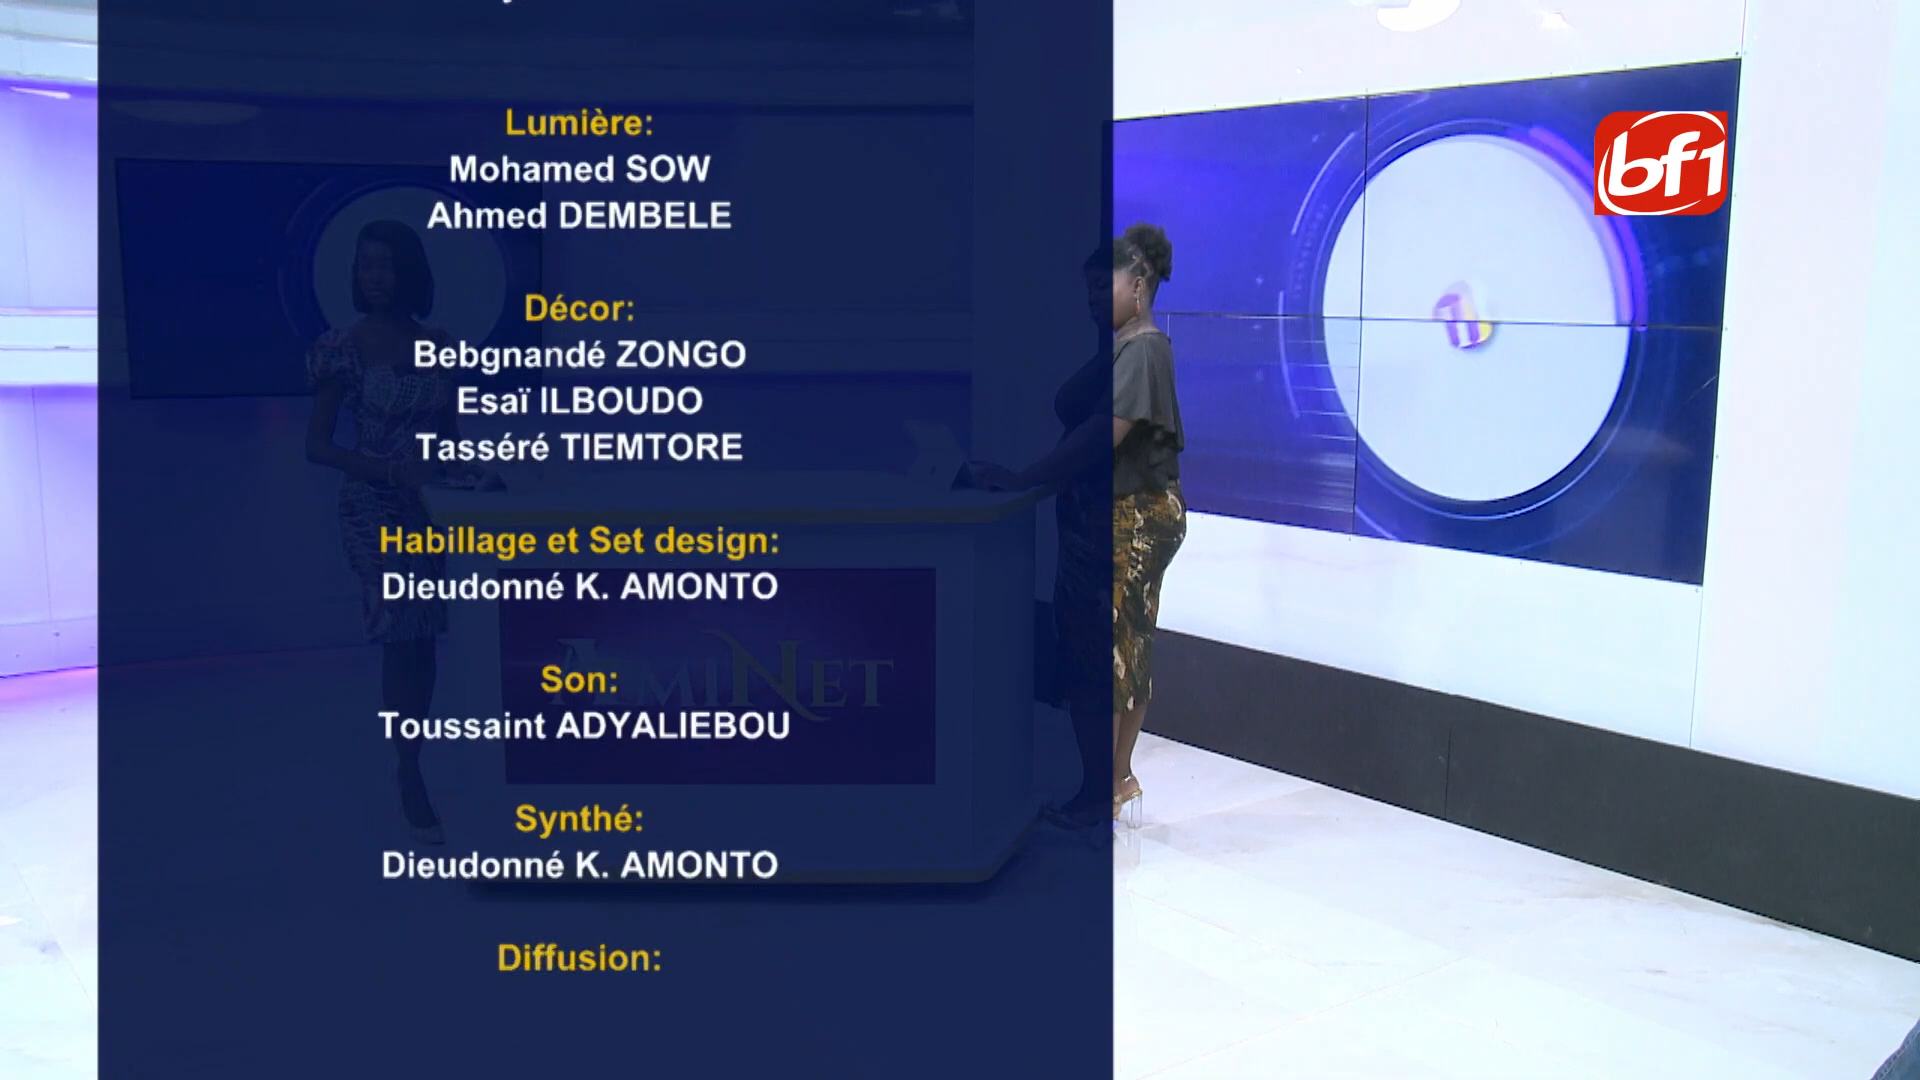 Lumière:
Mohamed SOW
Ahmed DEMBELE
Décor:
Bebgnandé ZONGO
Esaï ILBOUDO
Tasséré TIEMTORE
Habillage et Set design:
Dieudonné K. AMONTO
Son:
Toussaint ADYALIEBOU
Synthé:
Dieudonné K. AMONTO
Diffusion:
bf1